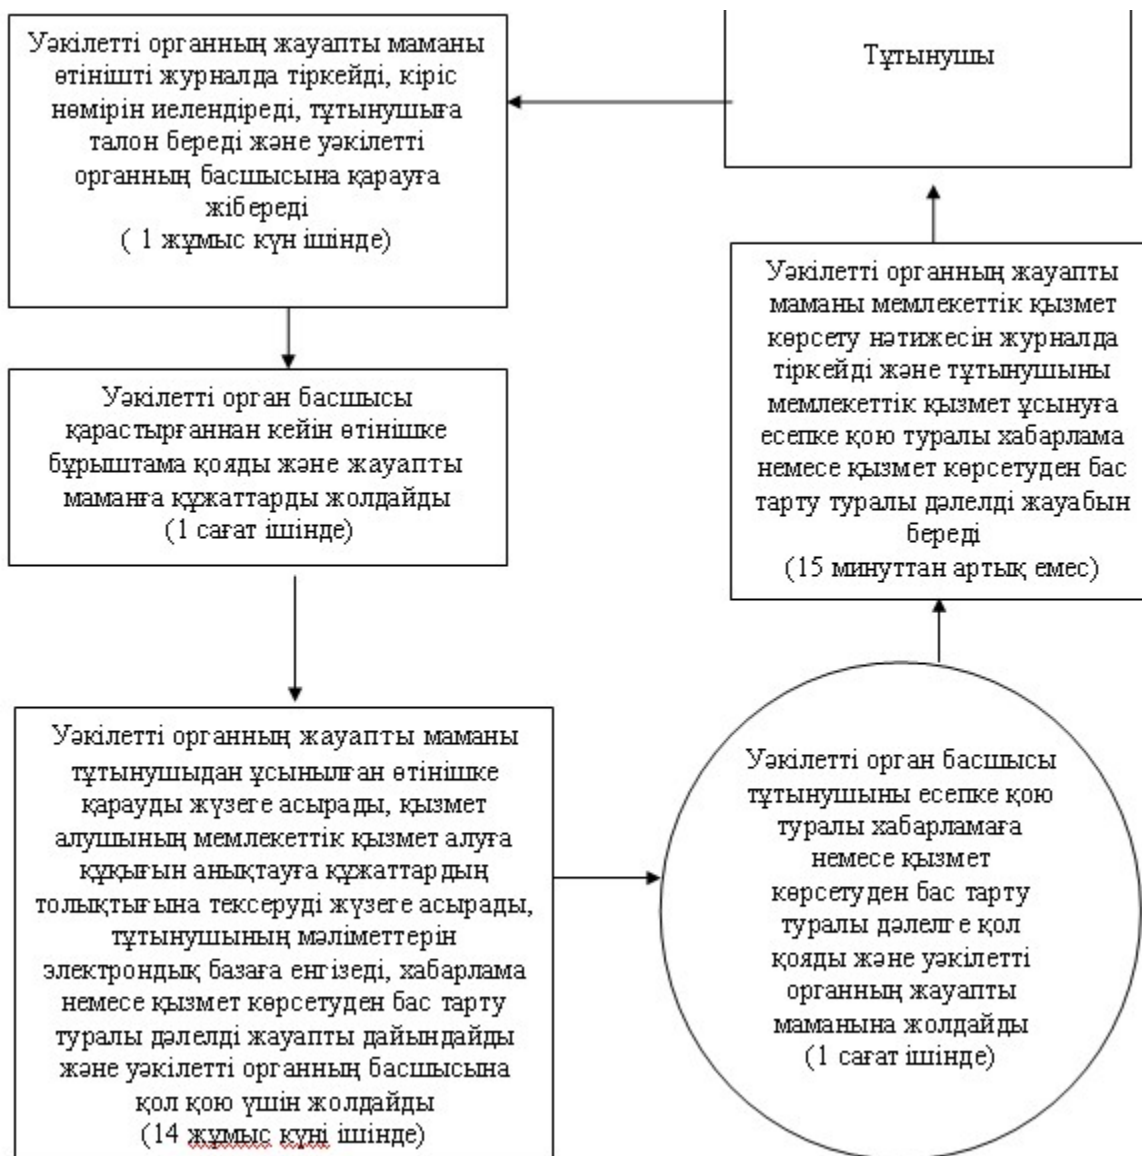 Тұтынушы
Уәкілетті органның жауапты маманы
өтінішті журналда тіркейді, кіріс
нөмірін иелендіреді, тұтынушыға
талон береді және уәкілетті
органның басшысына қарауға
жібереді
( 1 жұмыс күн ішінде)
Уәкілетті орган басшысы
қарастырғаннан кейін өтінішке
бұрыштама қояды және жауапты
маманға құжаттарды жолдайды
(1 сағат ішінде)
Уәкілетті органның жауапты маманы
тұтынушыдан ұсынылған өтінішке
қарауды жүзеге асырады, қызмет
алушының мемлекеттік қызмет алуға
құқығын анықтауға құжаттардың
толықтығына тексеруді жүзеге асырады,
тұтынушының мәліметтерін
электрондық базаға енгізеді, хабарлама
немесе қызмет көрсетуден бас тарту
туралы дәлелді жауапты дайындайды
және уәкілетті органның басшысына
қол қою үшін жолдайды
(14 жұмыс күні ішінде)
Уәкілетті орган басшысы
тұтынушыны есепке қою
туралы хабарламаға
немесе қызмет
көрсетуден бас тарту
туралы дәлелге қол
қояды және уәкілетті
органның жауапты
маманына жолдайды
(1 сағат ішінде)
Уәкілетті органның жауапты
маманы мемлекеттік қызмет
көрсету нәтижесін журналда
тіркейді және тұтынушыны
мемлекеттік қызмет ұсынуға
есепке қою туралы хабарлама
немесе қызмет көрсетуден бас
тарту туралы дәлелді жауабын
береді
(15 минуттан артық емес)